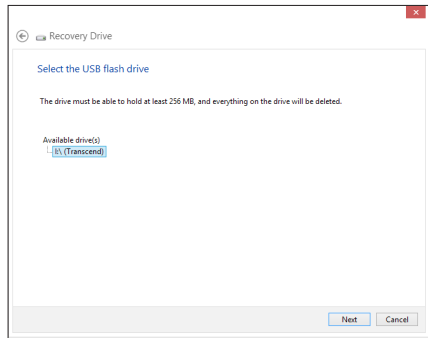 Recovery Drive
Select the USB flash drive
The drive must be able to hold at least 256 MB, and everything on the drive will be deleted.
Available drive(s)
(Transcend)
Next Cancel